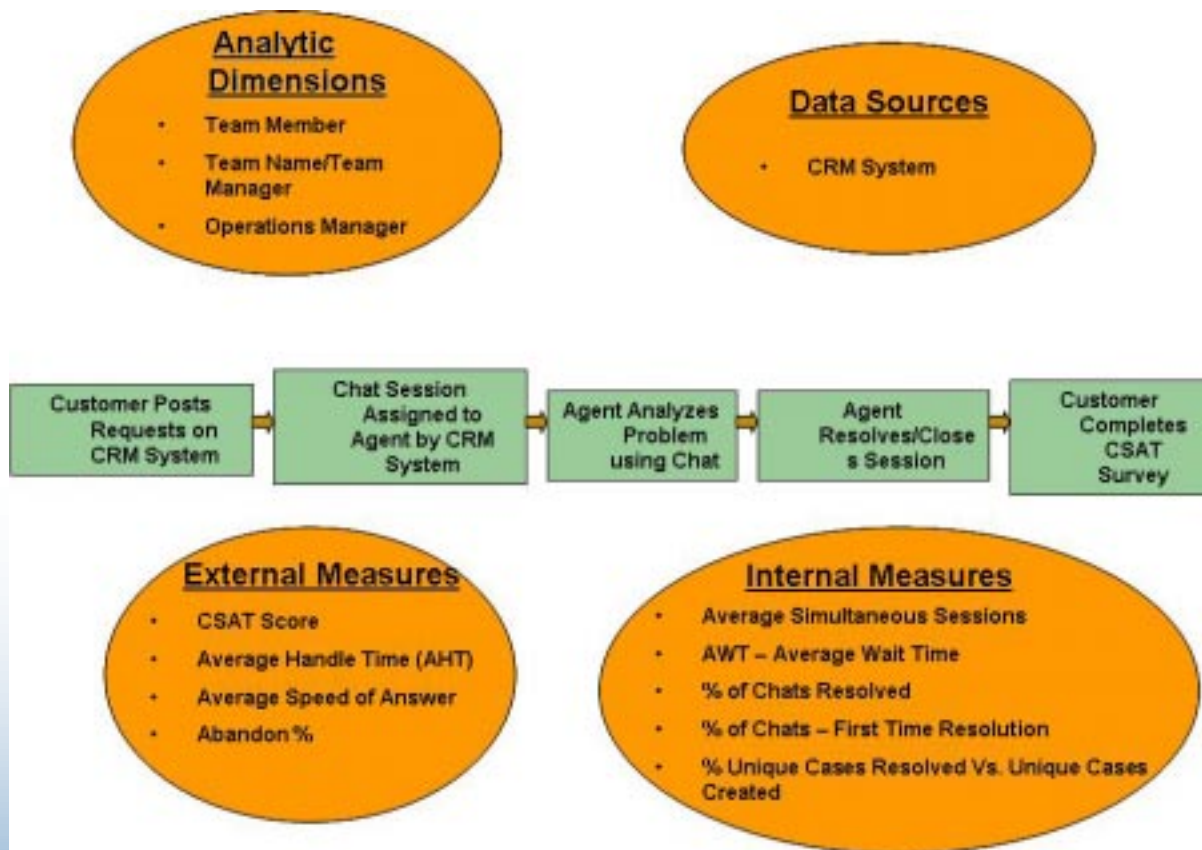 Analytic
Dimensions
• Team Member
• Team Name/Team
Manager
• Operations Manager
Data Sources
• CRM System
Customer Posts
Requests on
CRM System
Chat Session
Assigned to
Agent by CRM
System
Agent Analyzes
Problem
using Chat
Agent
Resolves/Close
s Session
Customer
Completes
CSAT
Survey
External Measures
• CSAT Score
• Average Handle Time (AHT)
• Average Speed of Answer
• Abandon %
Internal Measures
• Average Simultaneous Sessions
• AWT – Average Wait Time
• % of Chats Resolved
• % of Chats – First Time Resolution
• % Unique Cases Resolved Vs. Unique Cases
Created